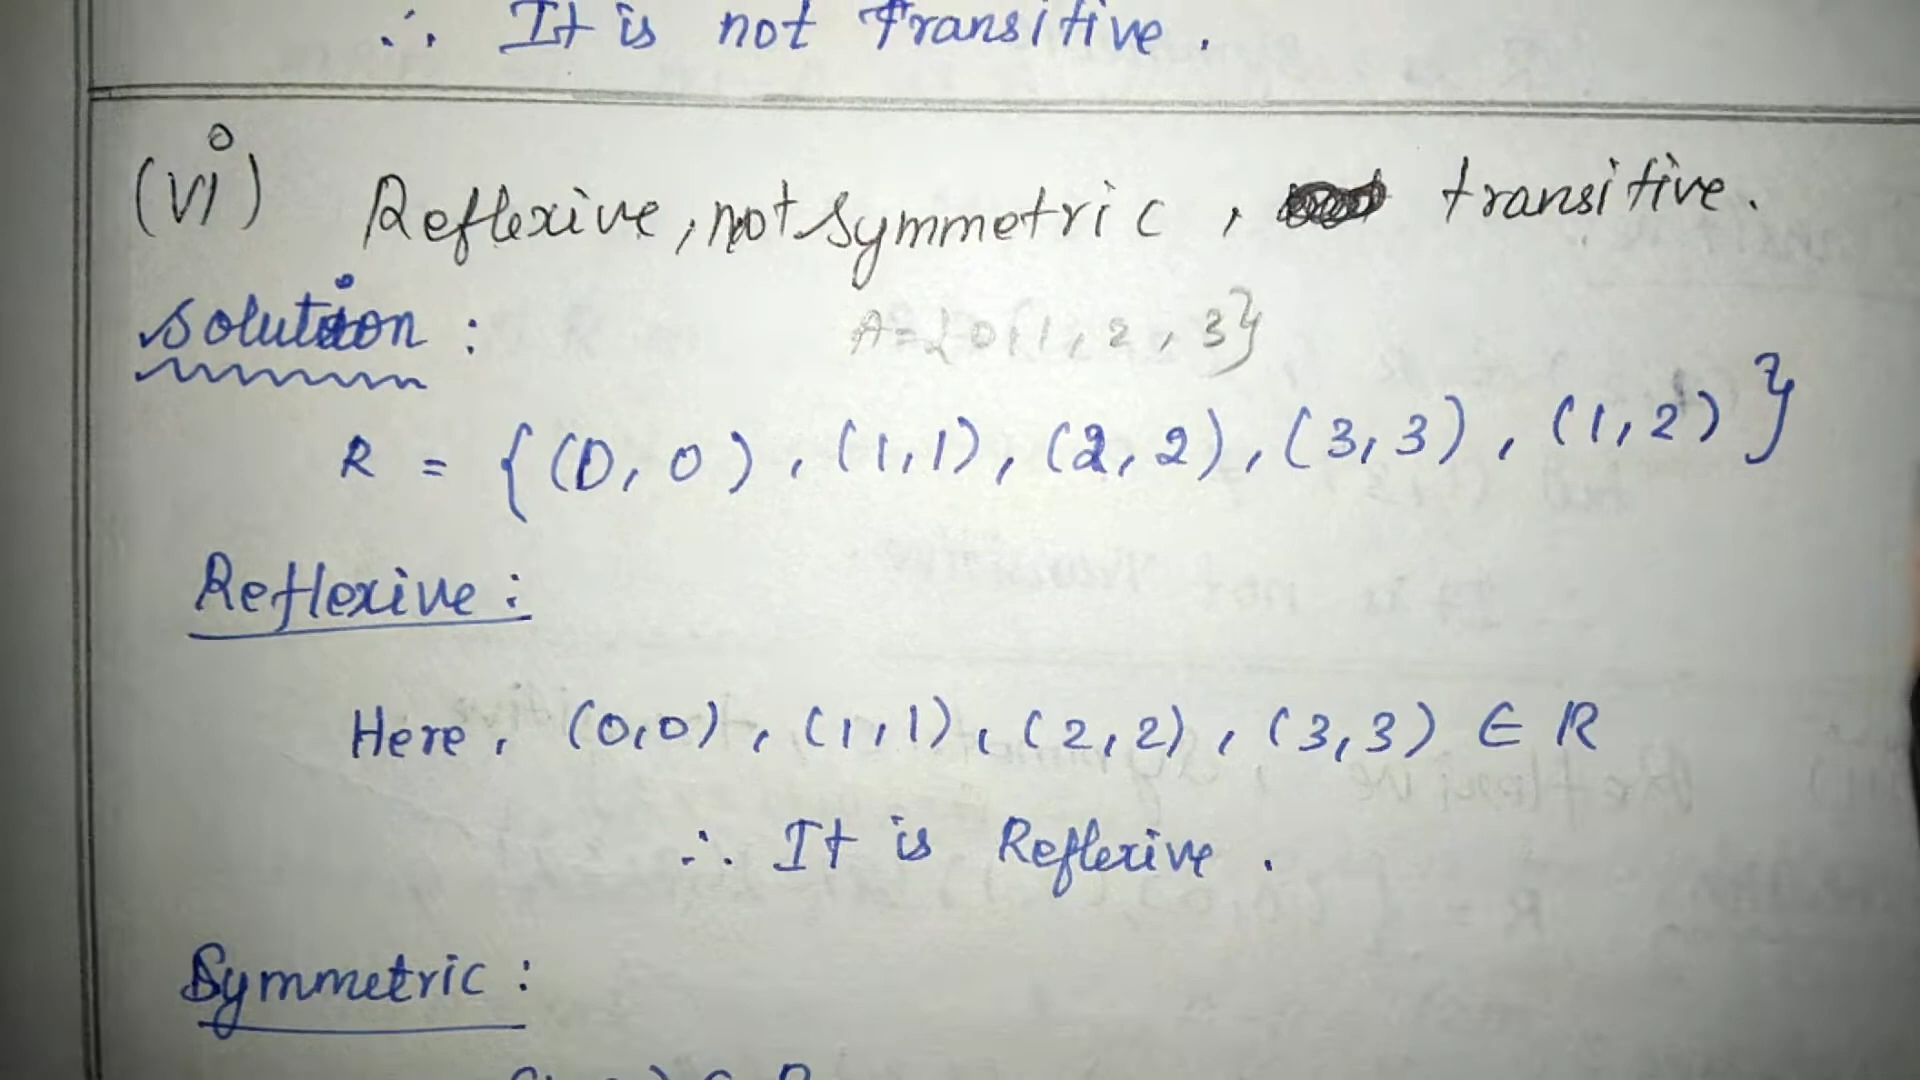 ∴ It is not Transitive.
(vi) Reflexive, not symmetric, transitive.
Solution:
A={0,1,2,3}
R = {(0,0), (1,1), (2,2), (3,3), (1,2)}
Reflexive:
Here, (0,0), (1,1), (2,2), (3,3) ∈ R
∴ It is Reflexive.
Symmetric: